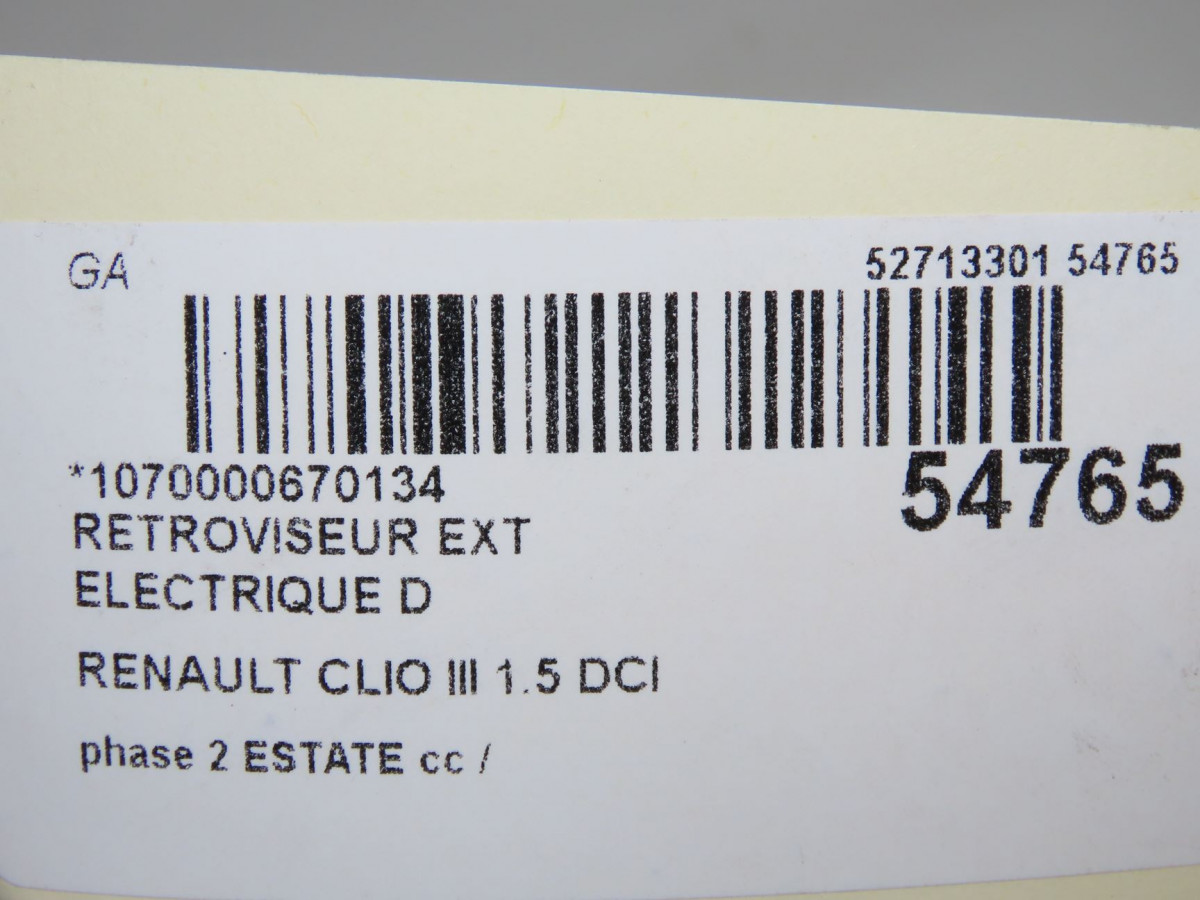 GA
52713301 54765
*1070000670134
54765
RETROVISEUR EXT
ELECTRIQUE D
RENAULT CLIO III 1.5 DCI
phase 2 ESTATE cc /